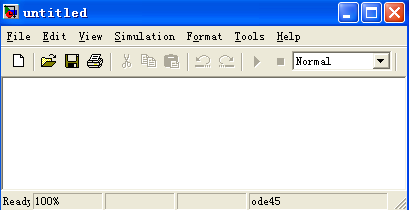 untitled
File Edit View Simulation Format Tools Help
Normal
Ready 100% ode45